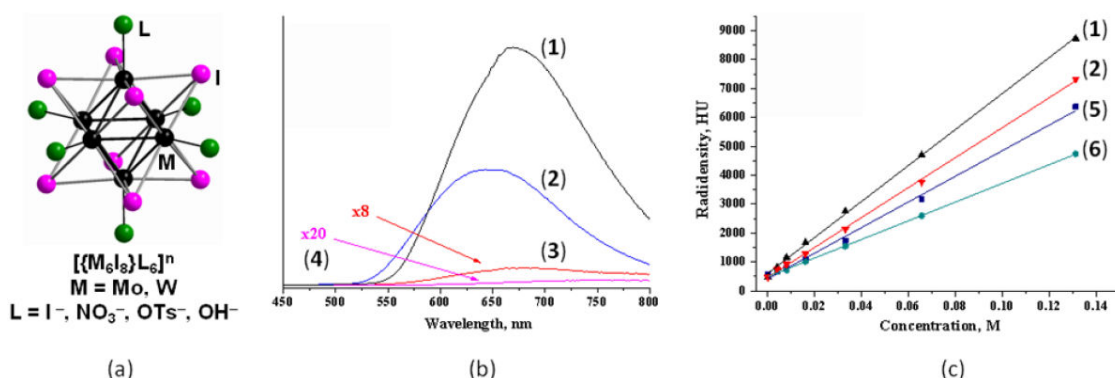 L
I
M
[{M₆I₈}L₆]ⁿ
M = Mo, W
L = I⁻, NO₃⁻, OTs⁻, OH⁻
(a)
(1)
(2)
x8
x20
(3)
(4)
450 500 550 600 650 700 750 800
Wavelength, nm
(b)
9000
8000
7000
6000
5000
4000
3000
2000
1000
0
Radidensity, HU
(1)
(2)
(5)
(6)
0.00 0.02 0.04 0.06 0.08 0.10 0.12 0.14
Concentration, M
(c)